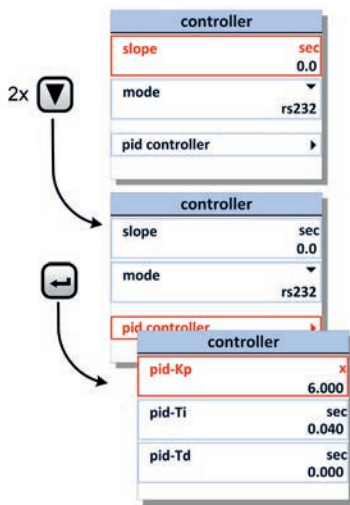 controller
slope sec
0.0
2x
mode
rs232
pid controller
controller
slope sec
0.0
mode
rs232
pid controller
controller
pid-Kp x
6.000
pid-Ti sec
0.040
pid-Td sec
0.000